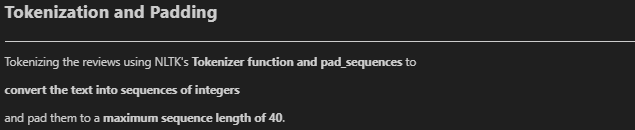 Tokenization and Padding
Tokenizing the reviews using NLTK's Tokenizer function and pad_sequences to
convert the text into sequences of integers
and pad them to a maximum sequence length of 40.